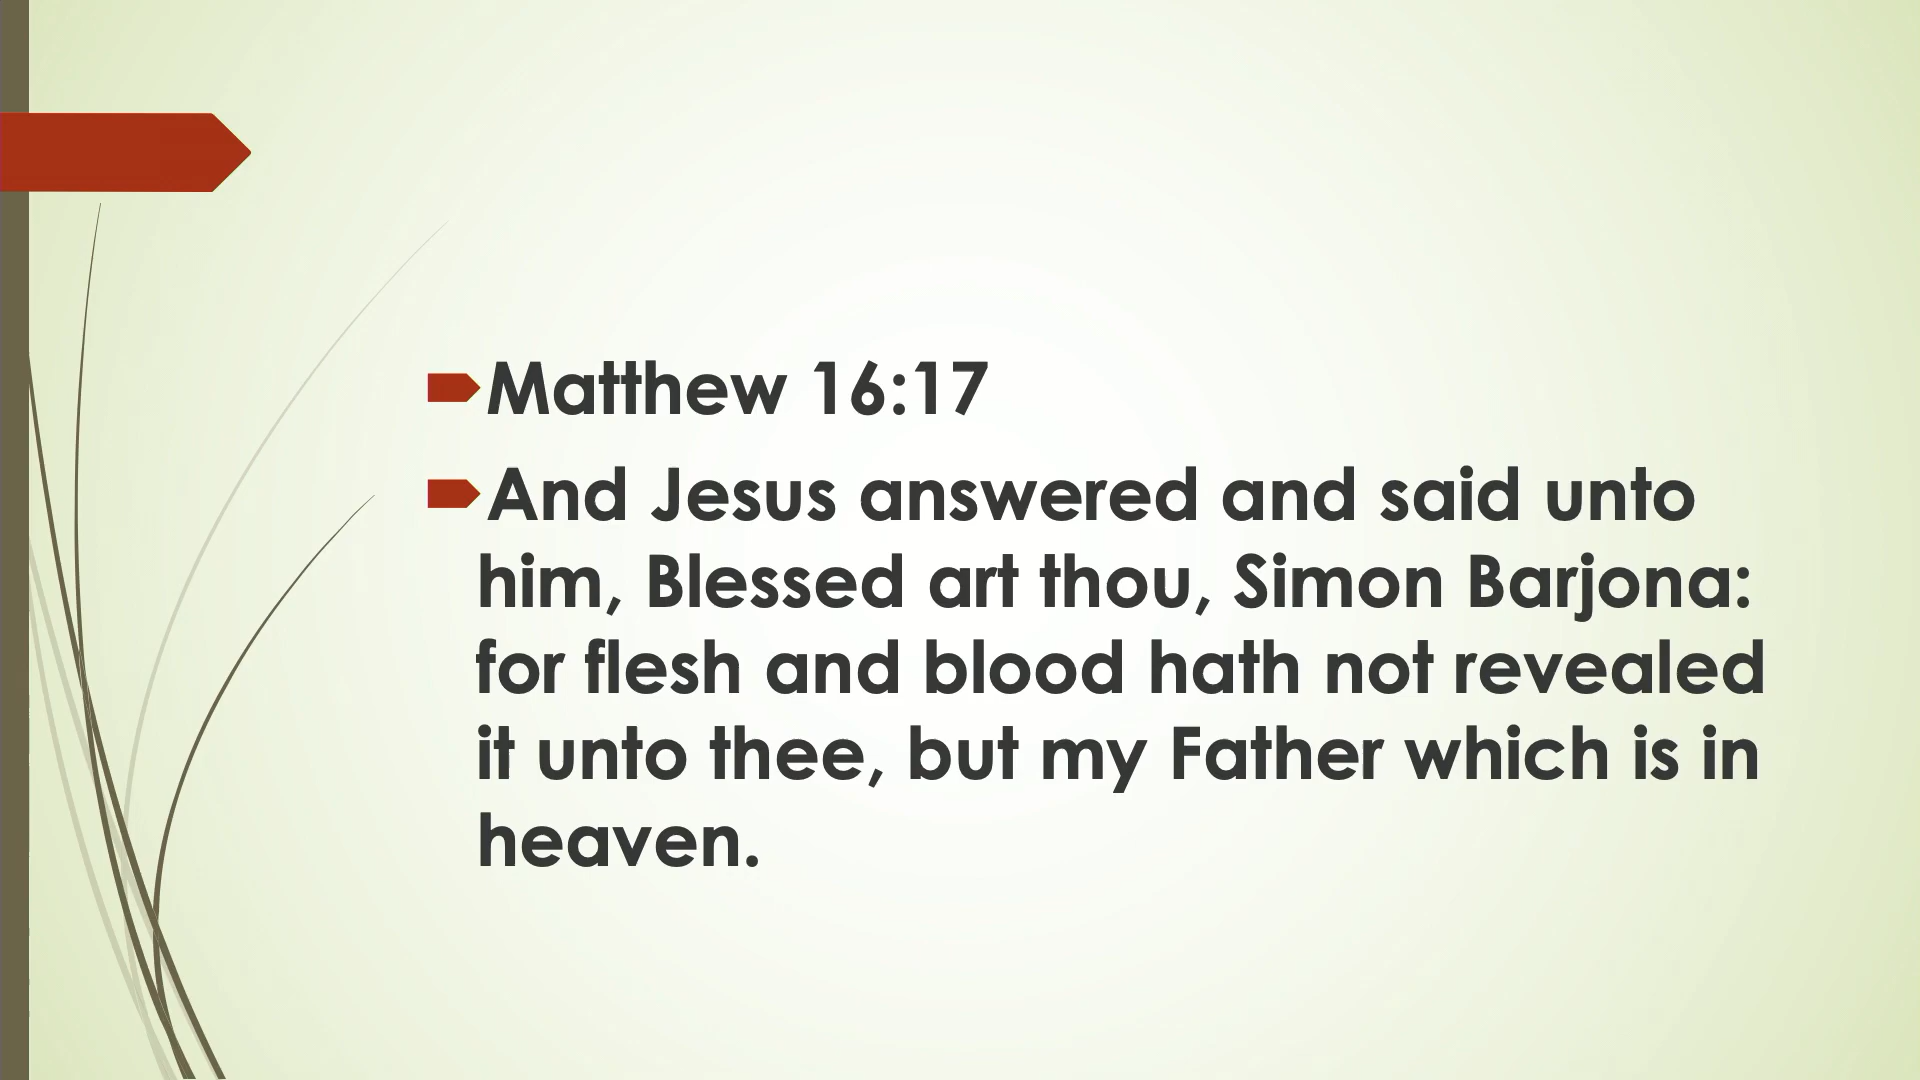 Matthew 16:17
And Jesus answered and said unto
him, Blessed art thou, Simon Barjona:
for flesh and blood hath not revealed
it unto thee, but my Father which is in
heaven.